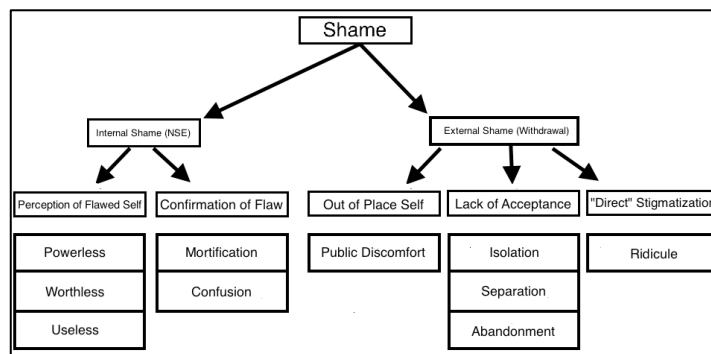 Shame
Internal Shame (NSE)
External Shame (Withdrawal)
Perception of Flawed Self
Confirmation of Flaw
Out of Place Self
Lack of Acceptance
"Direct" Stigmatization
Powerless
Mortification
Public Discomfort
Isolation
Ridicule
Worthless
Confusion
Separation
Useless
Abandonment